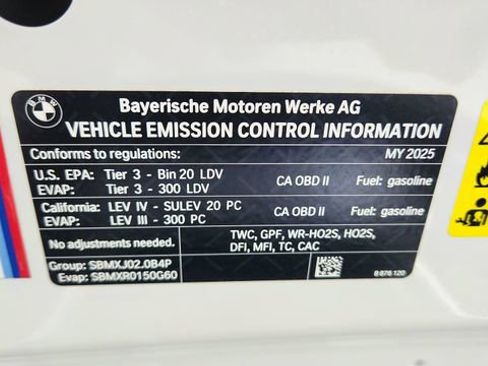 BMW
Bayerische Motoren Werke AG
VEHICLE EMISSION CONTROL INFORMATION
Conforms to regulations: MY 2025
U.S. EPA: Tier 3 - Bin 20 LDV CA OBD II Fuel: gasoline
EVAP: Tier 3 - 300 LDV
California: LEV IV - SULEV 20 PC CA OBD II Fuel: gasoline
EVAP: LEV III - 300 PC
No adjustments needed. TWC, GPF, WR-HO2S, HO2S,
DFI, MFI, TC, CAC
Group: SBMXJ02.0B4P
Evap: SBMXR0150G60 8 876 120